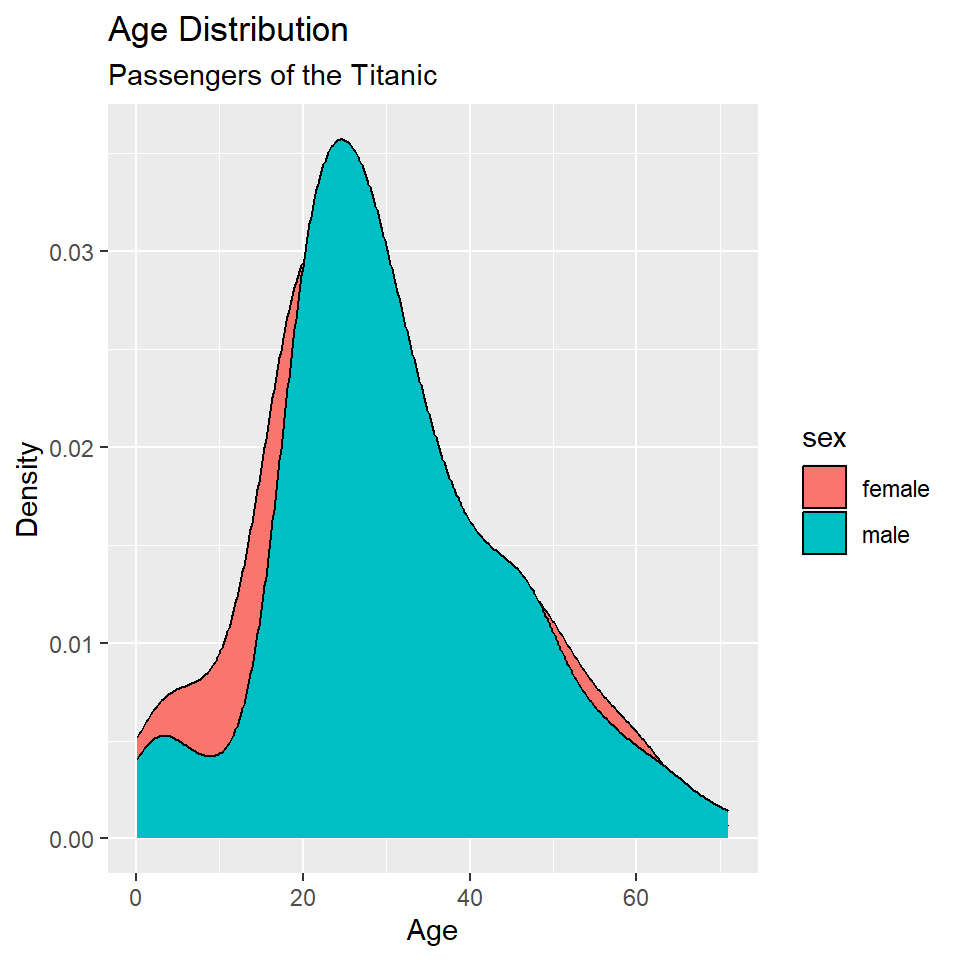 Age Distribution
Passengers of the Titanic
Density
0.03
0.02
0.01
0.00
0 20 40 60
Age
sex
female
male